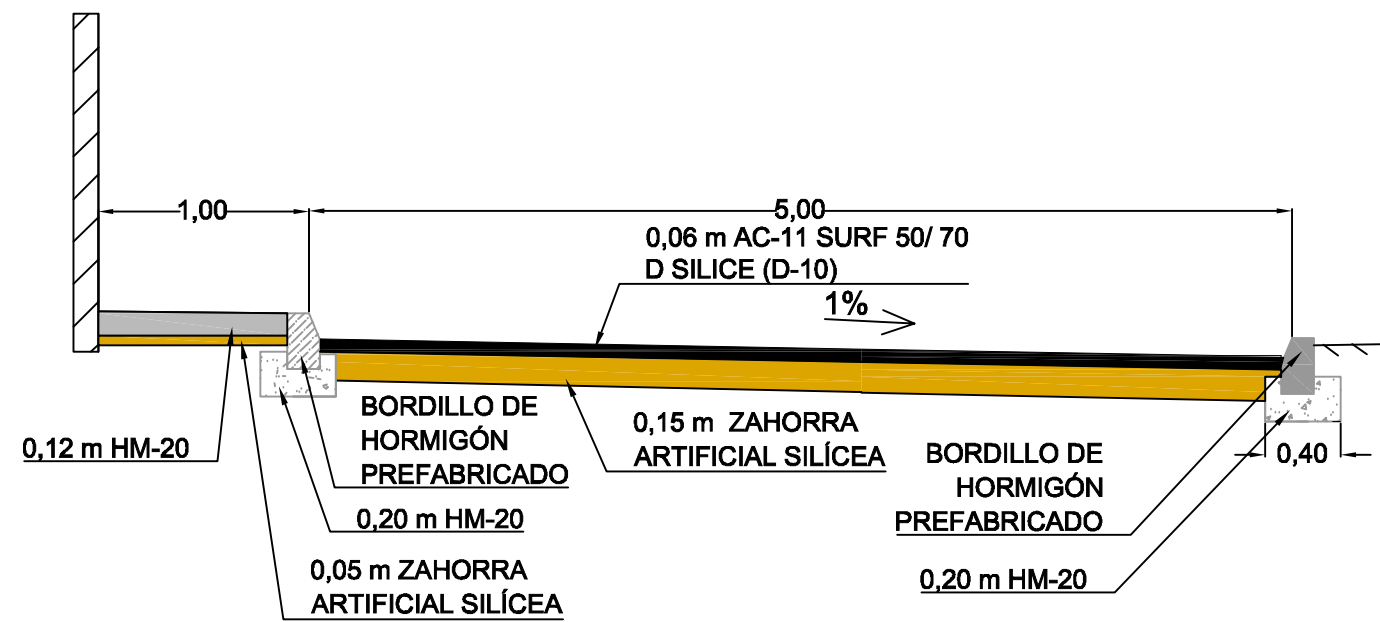 1,00
5,00
0,06 m AC-11 SURF 50/ 70
D SILICE (D-10)
1%
0,12 m HM-20
BORDILLO DE
HORMIGÓN
PREFABRICADO
0,20 m HM-20
0,05 m ZAHORRA
ARTIFICIAL SILÍCEA
0,15 m ZAHORRA
ARTIFICIAL SILÍCEA
BORDILLO DE
HORMIGÓN
PREFABRICADO
0,40
0,20 m HM-20